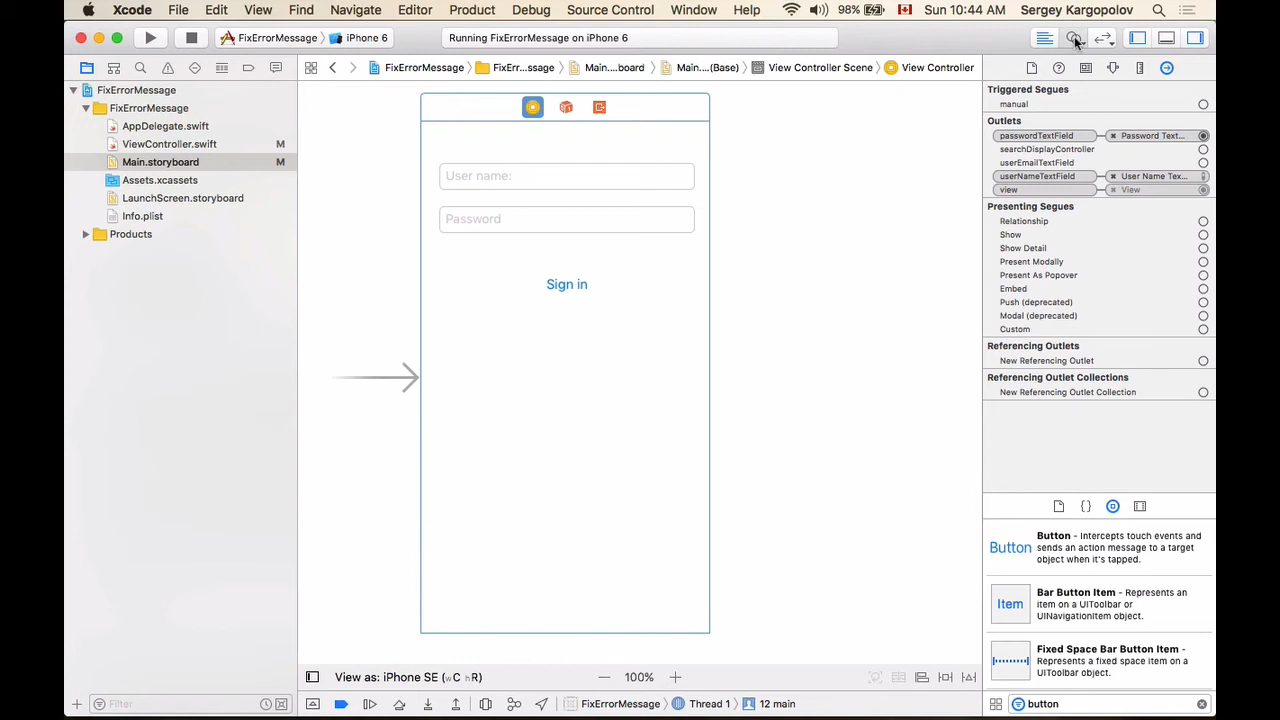 Xcode File Edit View Find Navigate Editor Product Debug Source Control Window Help 98% Sun 10:44 AM Sergey Kargopolov
FixErrorMessage iPhone 6 Running FixErrorMessage on iPhone 6
FixErrorMessage FixErr...ssage Main....board Main....(Base) View Controller Scene View Controller
FixErrorMessage
FixErrorMessage
AppDelegate.swift
ViewController.swift M
Main.storyboard M
Assets.xcassets
LaunchScreen.storyboard
Info.plist
Products
User name:
Password
Sign in
Triggered Segues
manual
Outlets
passwordTextField Password Text...
searchDisplayController
userEmailTextField
userNameTextField User Name Tex...
view View
Presenting Segues
Relationship
Show
Show Detail
Present Modally
Present As Popover
Embed
Push (deprecated)
Modal (deprecated)
Custom
Referencing Outlets
New Referencing Outlet
Referencing Outlet Collections
New Referencing Outlet Collection
Button Button - Intercepts touch events and
sends an action message to a target
object when it's tapped.
Item Bar Button Item - Represents an
item on a UIToolbar or
UINavigationItem object.
Fixed Space Bar Button Item -
Represents a fixed space item on a
UIToolbar object.
View as: iPhone SE (wC hR) 100%
Filter FixErrorMessage Thread 1 12 main button